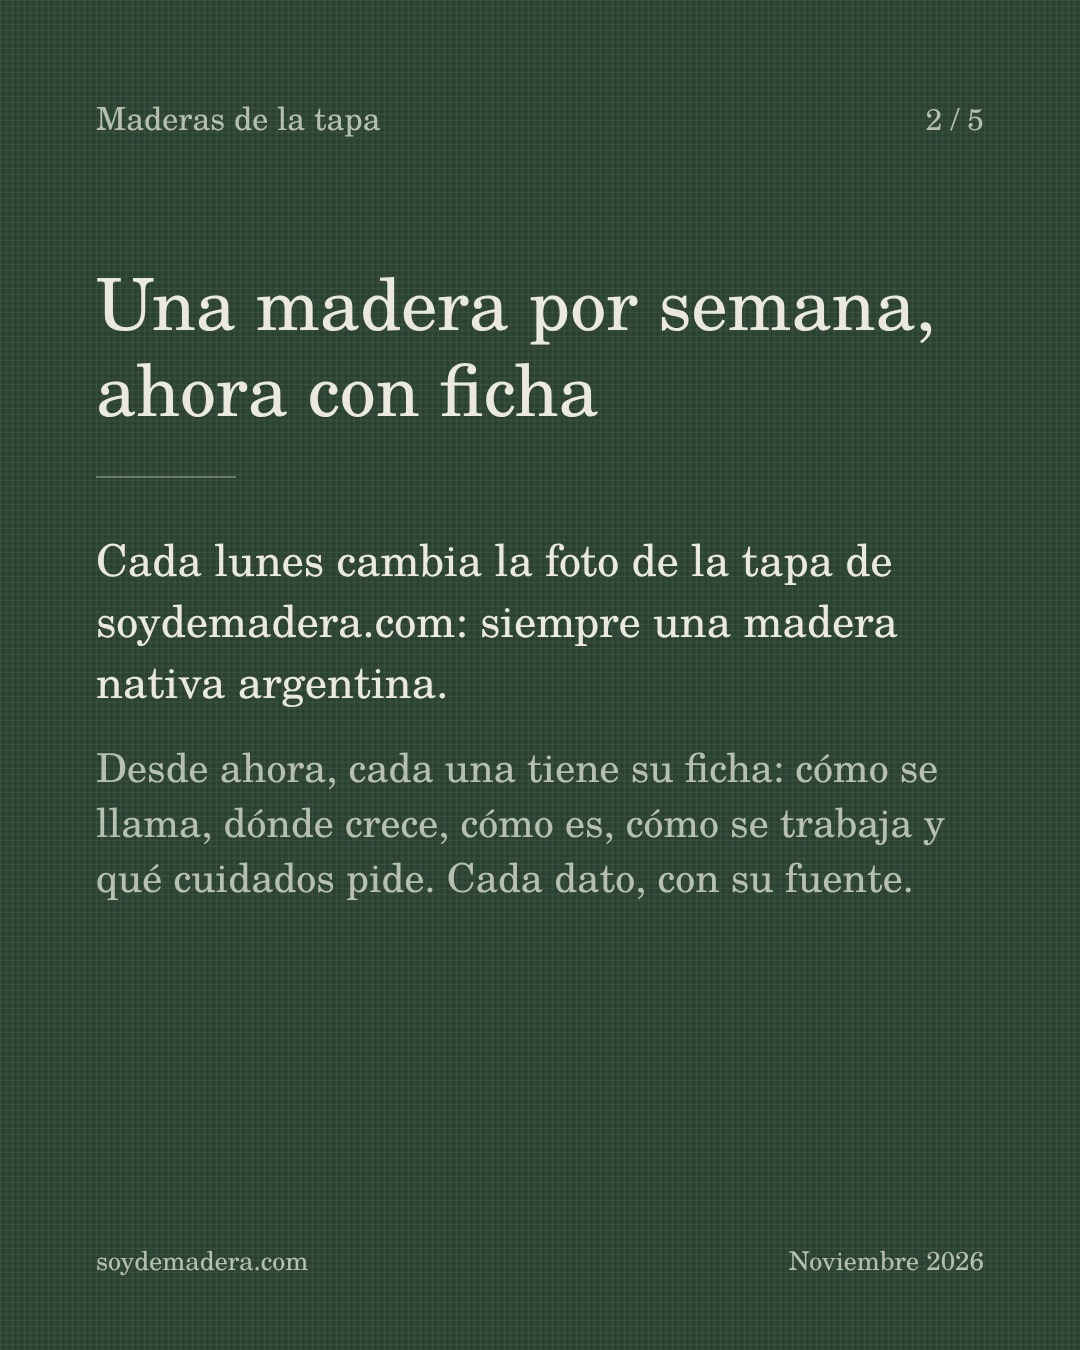 Maderas de la tapa
2 / 5
Una madera por semana,
ahora con ficha
Cada lunes cambia la foto de la tapa de
soydemadera.com: siempre una madera
nativa argentina.
Desde ahora, cada una tiene su ficha: cómo se
llama, dónde crece, cómo es, cómo se trabaja y
qué cuidados pide. Cada dato, con su fuente.
soydemadera.com
Noviembre 2026